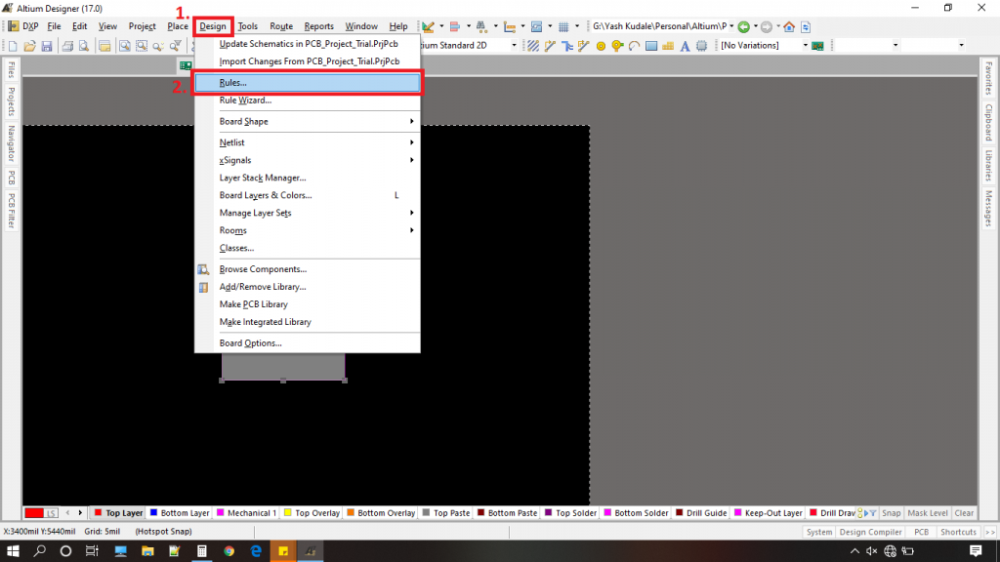 Altium Designer (17.0)
1.
DXP File Edit View Project Place Design Tools Route Reports Window Help
G:\Yash Kudale\Personal\Altium\P
tium Standard 2D
[No Variations]
Update Schematics in PCB_Project_Trial.PrjPcb
Import Changes From PCB_Project_Trial.PrjPcb
2.
Rules...
Rule Wizard...
Board Shape
Netlist
xSignals
Layer Stack Manager...
Board Layers & Colors... L
Manage Layer Sets
Rooms
Classes...
Browse Components...
Add/Remove Library...
Make PCB Library
Make Integrated Library
Board Options...
Files
Projects
Navigator
PCB
PCB Filter
Favorites
Clipboard
Libraries
Messages
LS Top Layer Bottom Layer Mechanical 1 Top Overlay Bottom Overlay Top Paste Bottom Paste Top Solder Bottom Solder Drill Guide Keep-Out Layer Drill Draw Snap Mask Level Clear
X:3400mil Y:5440mil Grid: 5mil (Hotspot Snap) System Design Compiler PCB Shortcuts >>